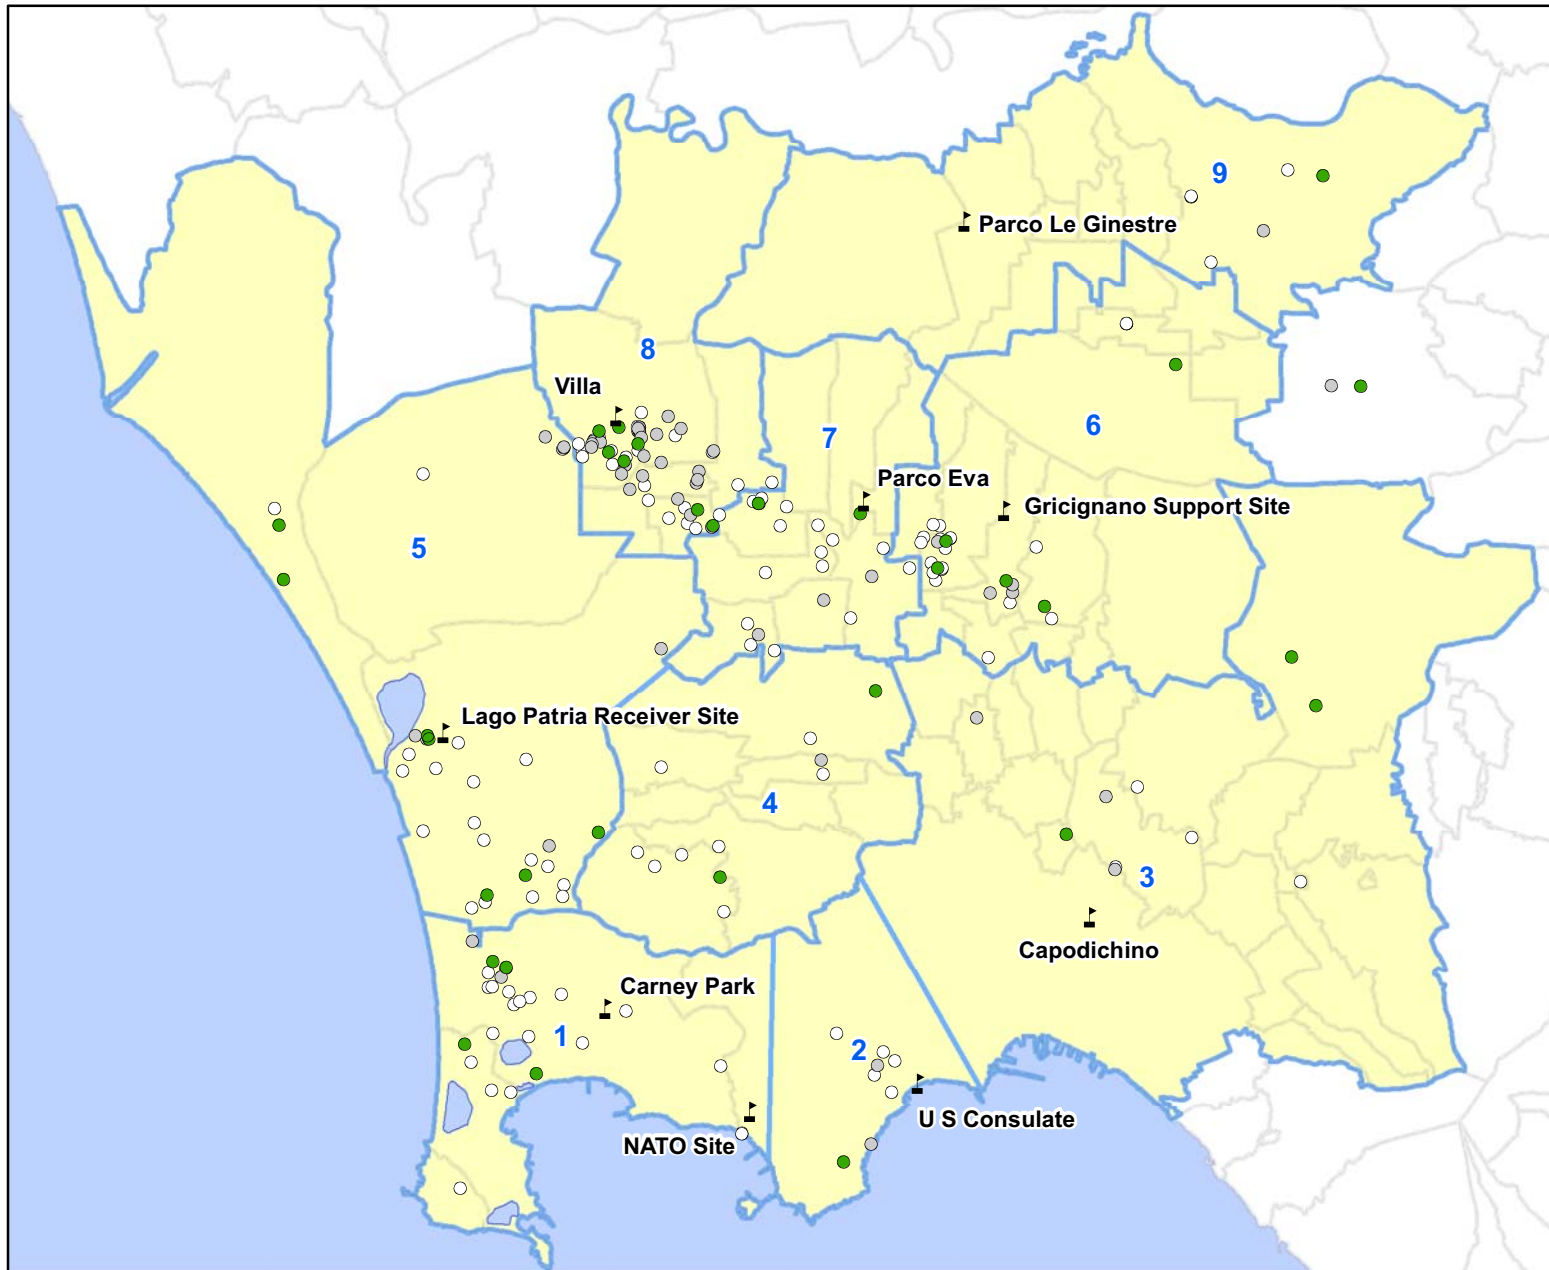 9
Parco Le Ginestre
8
Villa
7
6
Parco Eva
Gricignano Support Site
5
Lago Patria Receiver Site
4
3
Capodichino
Carney Park
1
2
U S Consulate
NATO Site